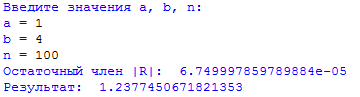 Введите значения a, b, n:
a = 1
b = 4
n = 100
Остаточный член |R|:  6.749997859789884e-05
Результат:  1.2377450671821353